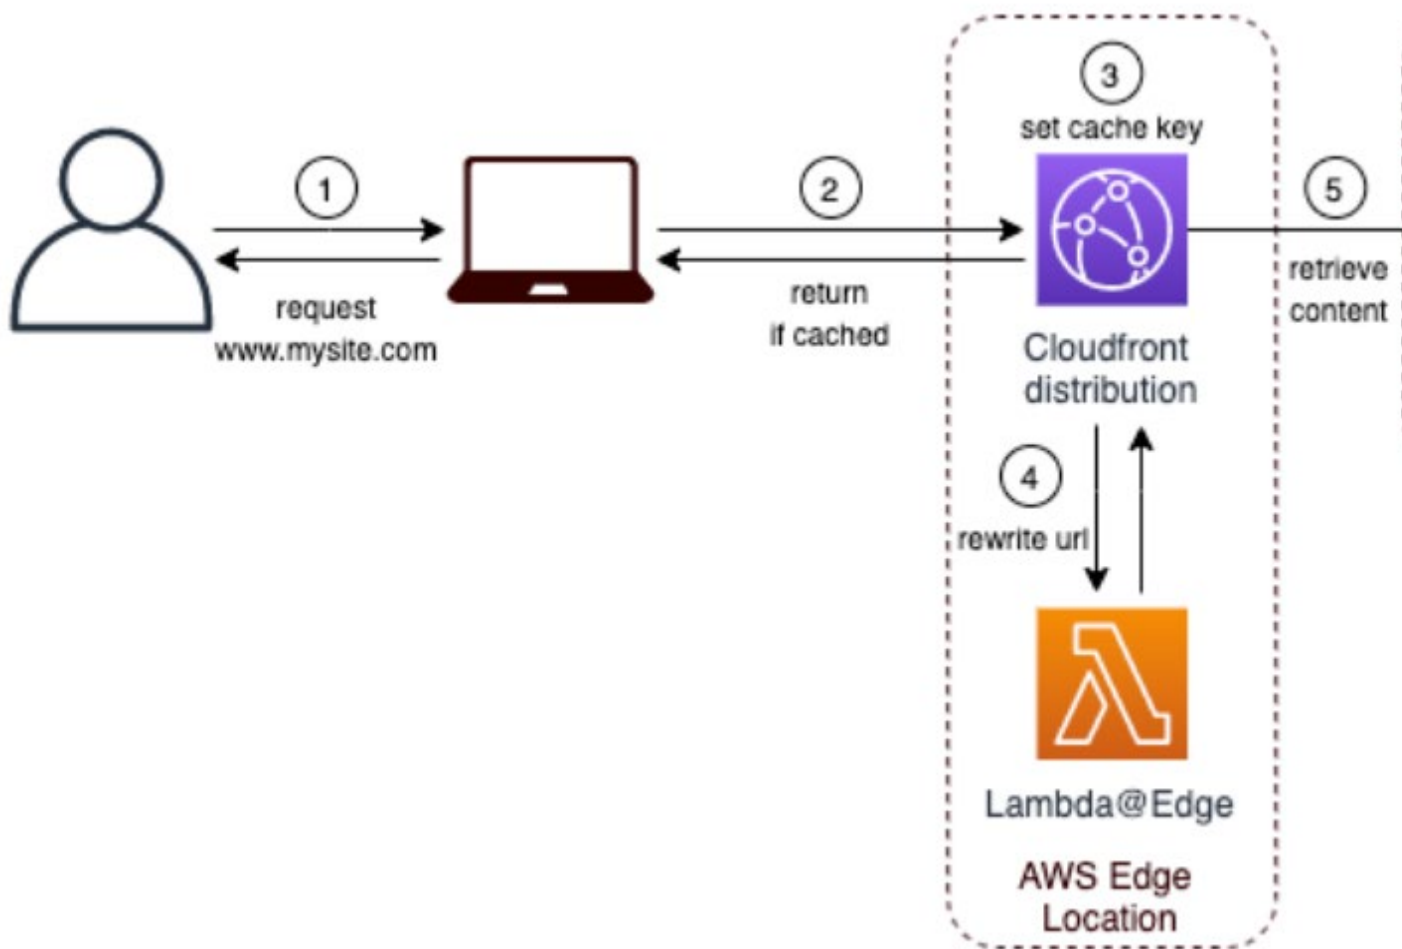 1
request
www.mysite.com
2
return
if cached
3
set cache key
Cloudfront
distribution
4
rewrite url
Lambda@Edge
AWS Edge
Location
5
retrieve
content